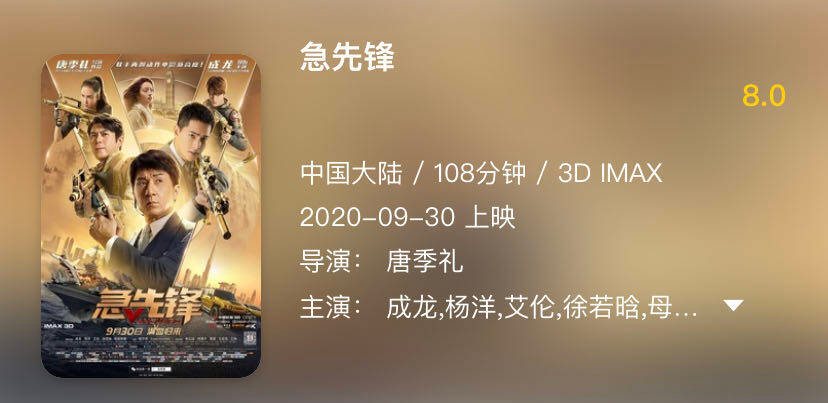 急先锋
8.0
中国大陆 / 108分钟 / 3D IMAX
2020-09-30 上映
导演： 唐季礼
主演： 成龙,杨洋,艾伦,徐若晗,母...
唐季礼
成龙
急先锋
IMAX 3D
9月30日